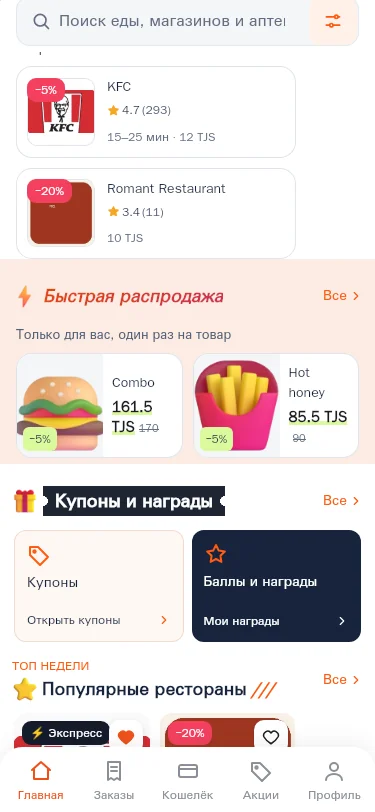 Поиск еды, магазинов и аптек
−5%
KFC
KFC
4.7 (293)
15–25 мин · 12 TJS
−20%
Romant Restaurant
3.4 (11)
10 TJS
Быстрая распродажа
Все
Только для вас, один раз на товар
Combo
161.5
TJS 170
−5%
Hot
honey
85.5 TJS
90
−5%
Купоны и награды
Все
Купоны
Открыть купоны
Баллы и награды
Мои награды
ТОП НЕДЕЛИ
Популярные рестораны
Все
Экспресс
−20%
Главная
Заказы
Кошелёк
Акции
Профиль